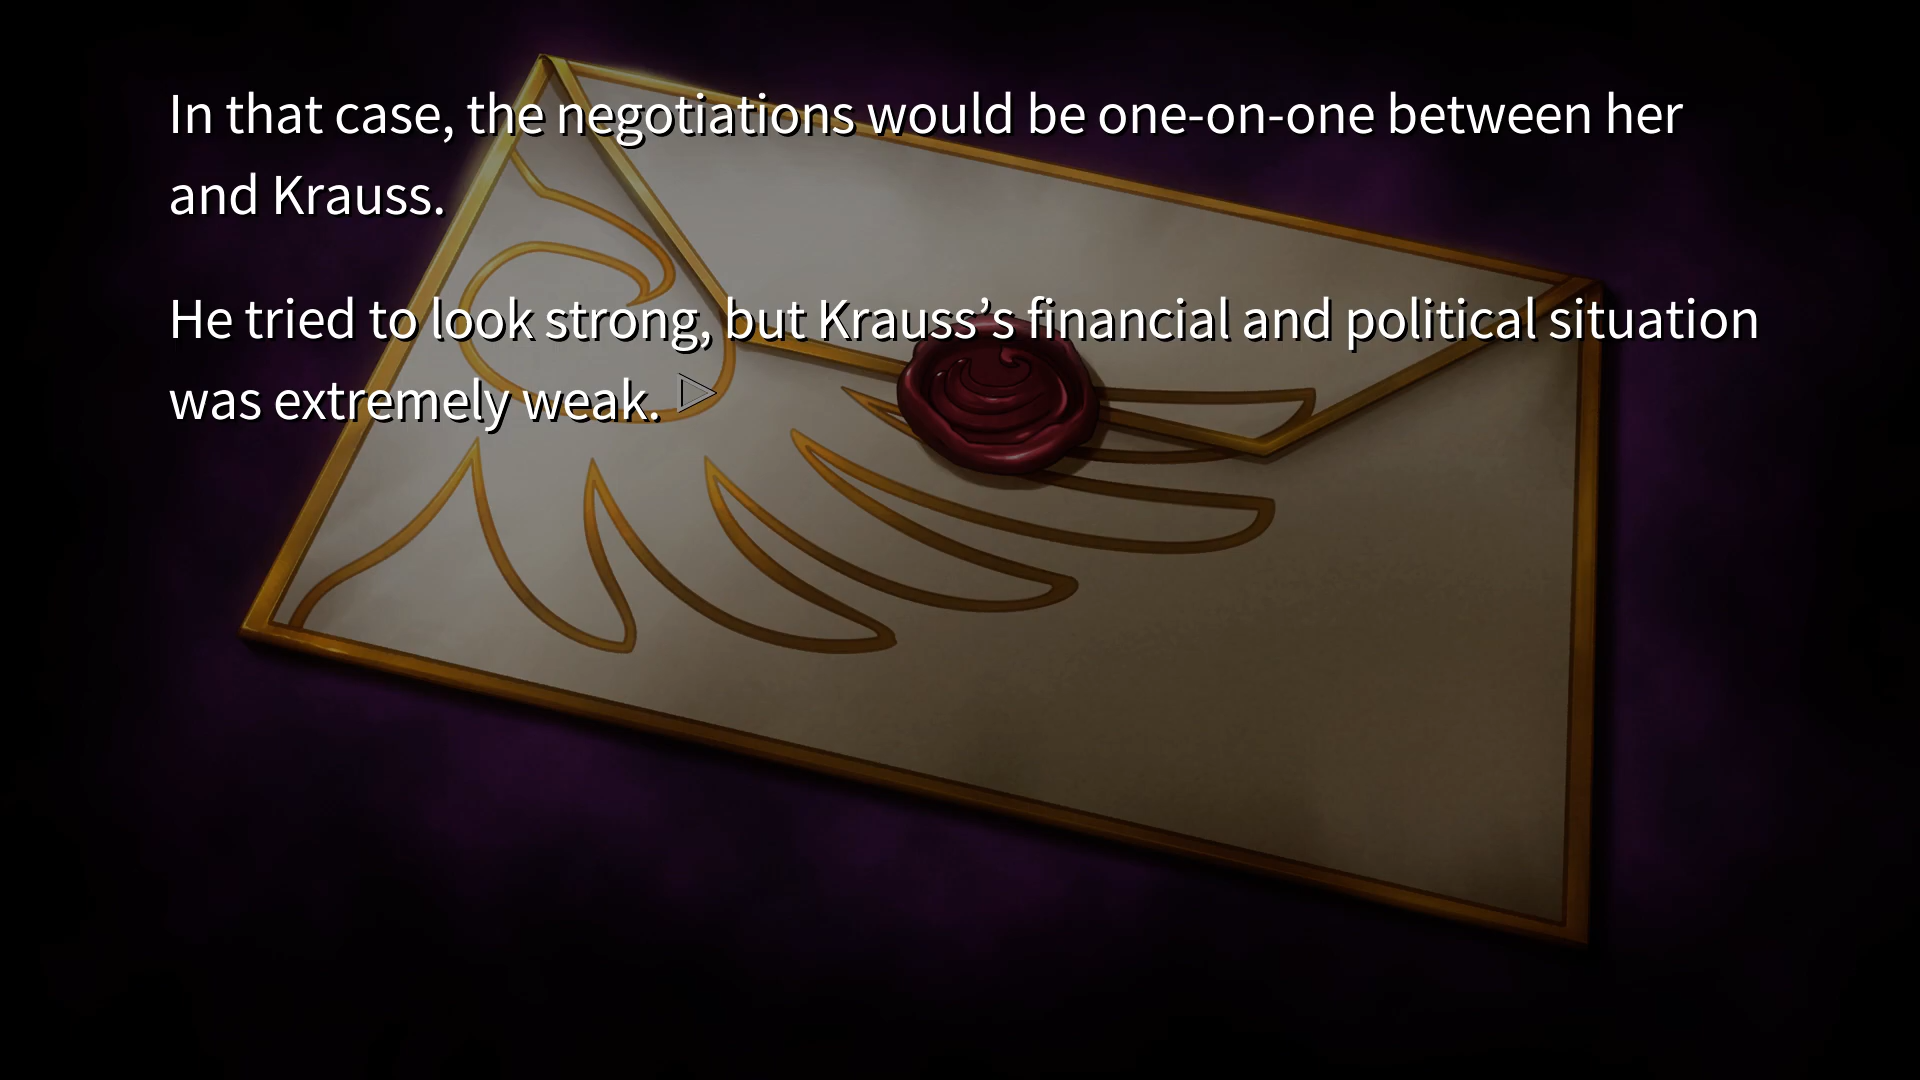 In that case, the negotiations would be one-on-one between her
and Krauss.
He tried to look strong, but Krauss’s financial and political situation
was extremely weak.